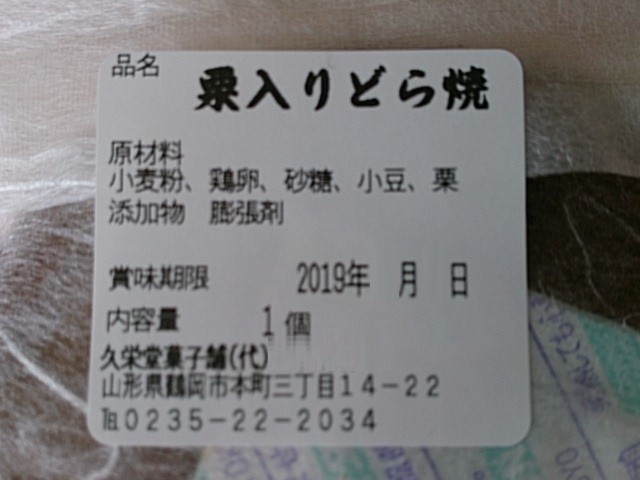 品名 栗入りどら焼
原材料
小麦粉、鶏卵、砂糖、小豆、栗
添加物 膨張剤
賞味期限 2019年 月 日
内容量 1個
久栄堂菓子舗(代)
山形県鶴岡市本町三丁目14-22
℡0235-22-2034